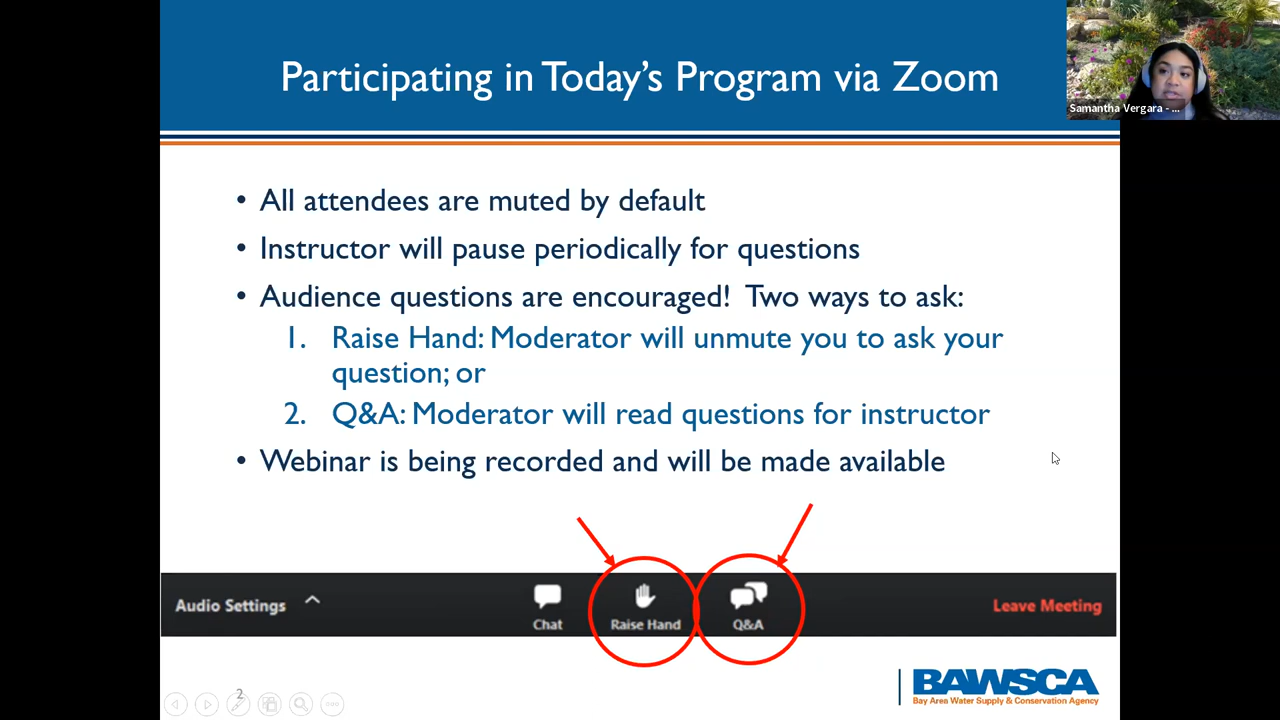 Participating in Today's Program via Zoom
Samantha Vergara - ...
• All attendees are muted by default
• Instructor will pause periodically for questions
• Audience questions are encouraged! Two ways to ask:
1. Raise Hand: Moderator will unmute you to ask your
question; or
2. Q&A: Moderator will read questions for instructor
• Webinar is being recorded and will be made available
Audio Settings
Chat
Raise Hand
Q&A
Leave Meeting
2
BAWSCA
Bay Area Water Supply & Conservation Agency